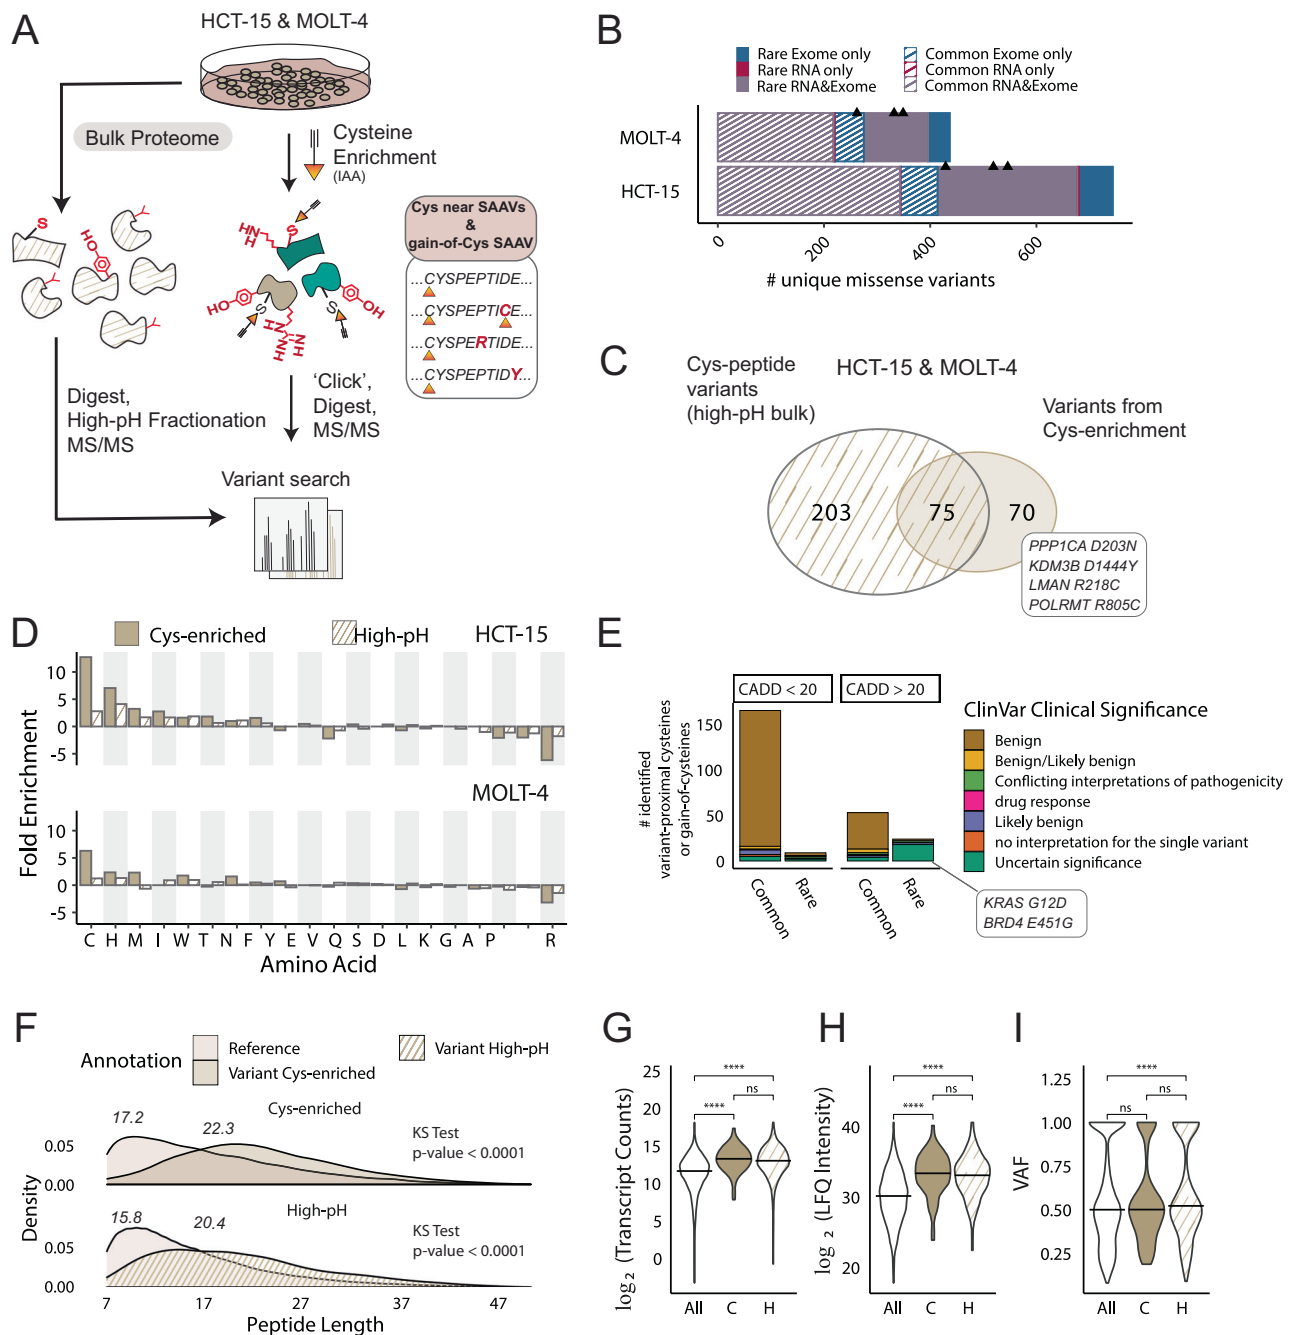 A
HCT-15 & MOLT-4
Bulk Proteome
Cysteine
Enrichment
(IAA)
S
HO
S
HN
H
HO
S
S
OH
HN
NH
H
Cys near SAAVs
&
gain-of-Cys SAAV
...CYSPEPTIDE...
...CYSPEPTICE...
...CYSPERTIDE...
...CYSPEPTIDY...
Digest,
High-pH Fractionation
MS/MS
'Click',
Digest,
MS/MS
Variant search
B
Rare Exome only
Rare RNA only
Rare RNA&Exome
Common Exome only
Common RNA only
Common RNA&Exome
MOLT-4
HCT-15
0
200
400
600
# unique missense variants
C
Cys-peptide
variants
(high-pH bulk)
HCT-15 & MOLT-4
Variants from
Cys-enrichment
203
75
70
PPP1CA D203N
KDM3B D1444Y
LMAN R218C
POLRMT R805C
D
Cys-enriched
High-pH
HCT-15
10
5
0
-5
MOLT-4
10
5
0
-5
Fold Enrichment
C H M I W T N F Y E V Q S D L K G A P R
Amino Acid
E
CADD < 20
CADD > 20
150
100
50
0
# identified
variant-proximal cysteines
or gain-of-cysteines
Common
Rare
Common
Rare
ClinVar Clinical Significance
Benign
Benign/Likely benign
Conflicting interpretations of pathogenicity
drug response
Likely benign
no interpretation for the single variant
Uncertain significance
KRAS G12D
BRD4 E451G
F
Annotation
Reference
Variant Cys-enriched
Variant High-pH
Cys-enriched
17.2
22.3
KS Test
p-value < 0.0001
0.05
0.00
High-pH
15.8
20.4
KS Test
p-value < 0.0001
0.05
0.00
Density
7 17 27 37 47
Peptide Length
G
25
20
15
10
5
0
log2 (Transcript Counts)
****
ns
****
All C H
H
40
30
20
log2 (LFQ Intensity)
****
ns
****
All C H
I
1.25
1.00
0.75
0.50
0.25
VAF
****
ns
ns
All C H